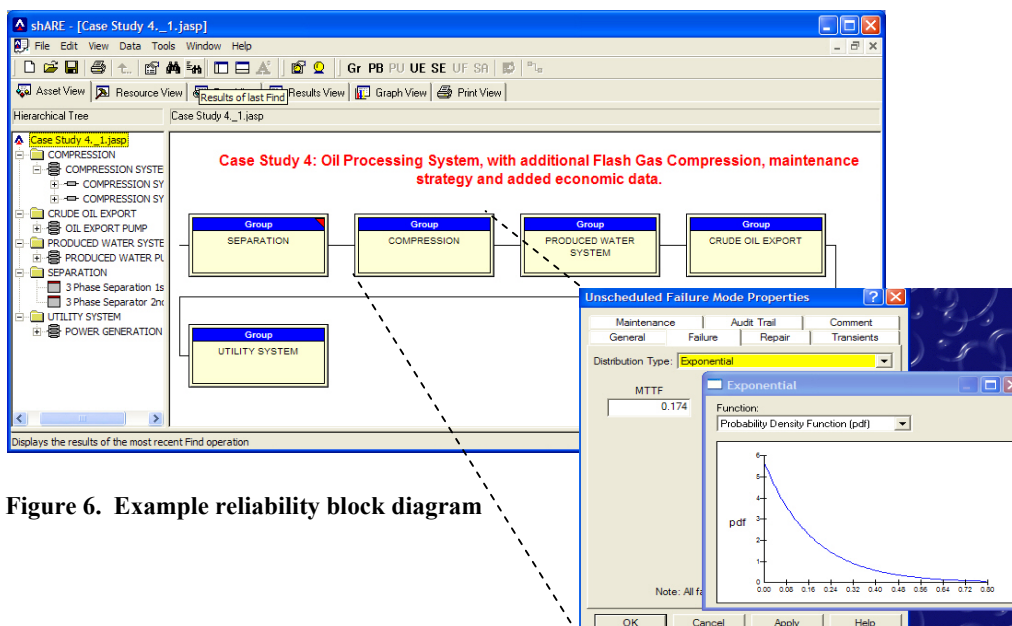 shARE - [Case Study 4._1.jasp]
File Edit View Data Tools Window Help
Gr PB PU UE SE UF SA
Asset View Resource View Results View Graph View Print View
Results of last Find
Hierarchical Tree
Case Study 4._1.jasp
Case Study 4._1.jasp
COMPRESSION
COMPRESSION SYSTE
COMPRESSION SY
COMPRESSION SY
CRUDE OIL EXPORT
OIL EXPORT PUMP
PRODUCED WATER SYSTE
PRODUCED WATER PU
SEPARATION
3 Phase Separation 1s
3 Phase Separator 2nd
UTILITY SYSTEM
POWER GENERATION
Case Study 4: Oil Processing System, with additional Flash Gas Compression, maintenance
strategy and added economic data.
Group
SEPARATION
Group
COMPRESSION
Group
PRODUCED WATER
SYSTEM
Group
CRUDE OIL EXPORT
Group
UTILITY SYSTEM
Displays the results of the most recent Find operation
Unscheduled Failure Mode Properties
Maintenance Audit Trail Comment
General Failure Repair Transients
Distribution Type: Exponential
MTTF
0.174
Exponential
Function:
Probability Density Function (pdf)
pdf
6
5
4
3
2
1
0
0.00 0.08 0.16 0.24 0.32 0.40 0.48 0.56 0.64 0.72 0.80
Note: All fa
OK Cancel Apply Help
Figure 6. Example reliability block diagram